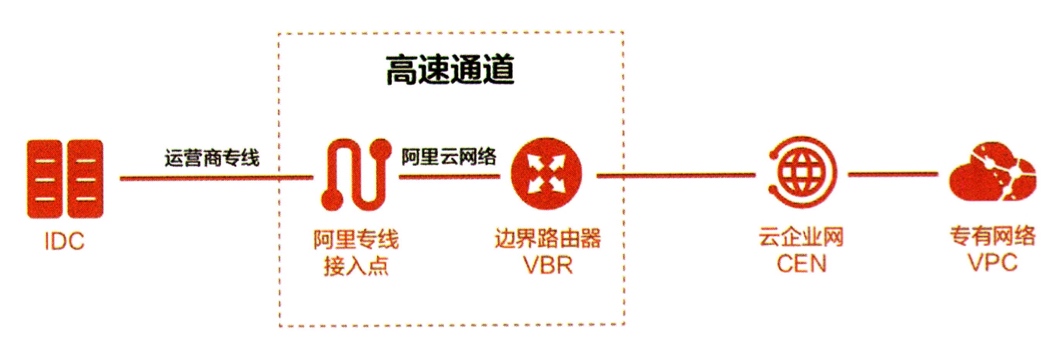 高速通道
运营商专线
阿里云网络
IDC
阿里专线
接入点
边界路由器
VBR
云企业网
CEN
专有网络
VPC